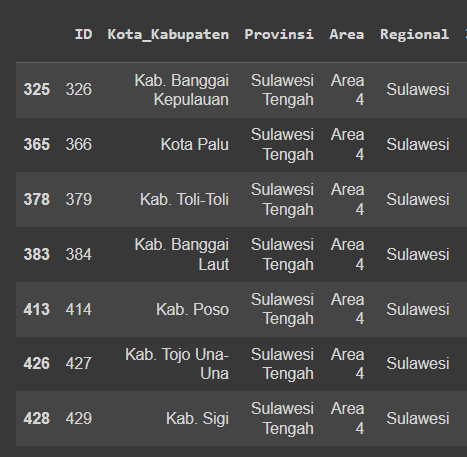 ID Kota_Kabupaten Provinsi Area Regional
325 326 Kab. Banggai Kepulauan Sulawesi Tengah Area 4 Sulawesi
365 366 Kota Palu Sulawesi Tengah Area 4 Sulawesi
378 379 Kab. Toli-Toli Sulawesi Tengah Area 4 Sulawesi
383 384 Kab. Banggai Laut Sulawesi Tengah Area 4 Sulawesi
413 414 Kab. Poso Sulawesi Tengah Area 4 Sulawesi
426 427 Kab. Tojo Una-Una Sulawesi Tengah Area 4 Sulawesi
428 429 Kab. Sigi Sulawesi Tengah Area 4 Sulawesi